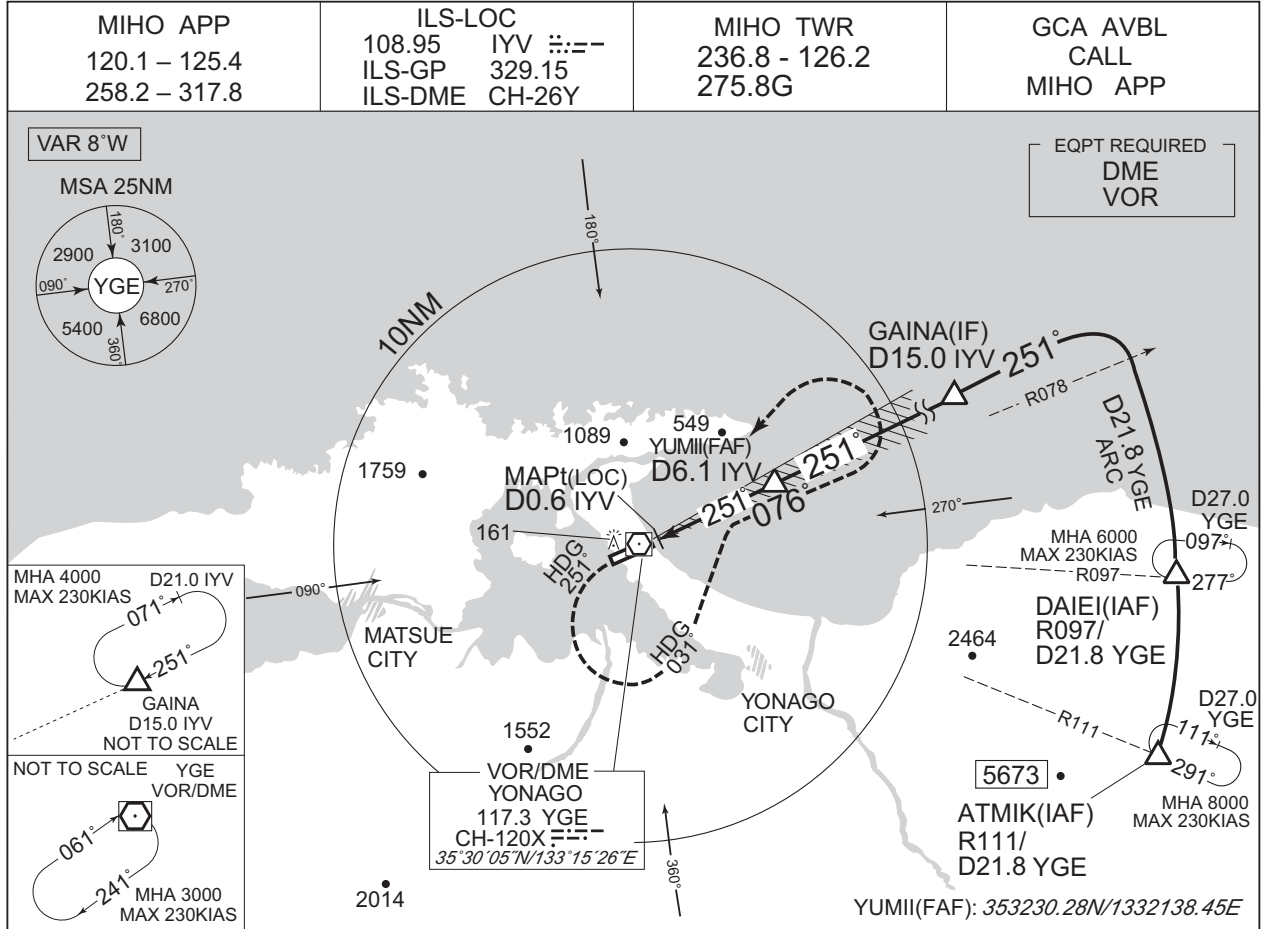 MIHO APP
120.1 – 125.4
258.2 – 317.8
ILS-LOC
108.95 IYV
ILS-GP 329.15
ILS-DME CH-26Y
MIHO TWR
236.8 - 126.2
275.8G
GCA AVBL
CALL
MIHO APP
VAR 8°W
MSA 25NM
180°
2900
3100
090°
YGE
270°
5400
6800
360°
EQPT REQUIRED
DME
VOR
180°
10NM
GAINA(IF)
D15.0 IYV
251°
R078
D21.8 YGE
ARC
549
1089
YUMII(FAF)
D6.1 IYV
251°
1759
MAPt(LOC)
D0.6 IYV
251°
076°
270°
D27.0
YGE
161
MHA 6000
MAX 230KIAS
097°
R097
277°
HDG
251°
090°
DAIEI(IAF)
R097/
D21.8 YGE
MHA 4000
MAX 230KIAS
D21.0 IYV
071°
251°
GAINA
D15.0 IYV
NOT TO SCALE
MATSUE
CITY
HDG
031°
2464
YONAGO
CITY
R111
D27.0
YGE
111°
291°
1552
5673
MHA 8000
MAX 230KIAS
ATMIK(IAF)
R111/
D21.8 YGE
NOT TO SCALE
YGE
VOR/DME
061°
241°
MHA 3000
MAX 230KIAS
VOR/DME
YONAGO
117.3 YGE
CH-120X
35°30´05˝N/133°15´26˝E
360°
2014
YUMII(FAF): 353230.28N/1332138.45E